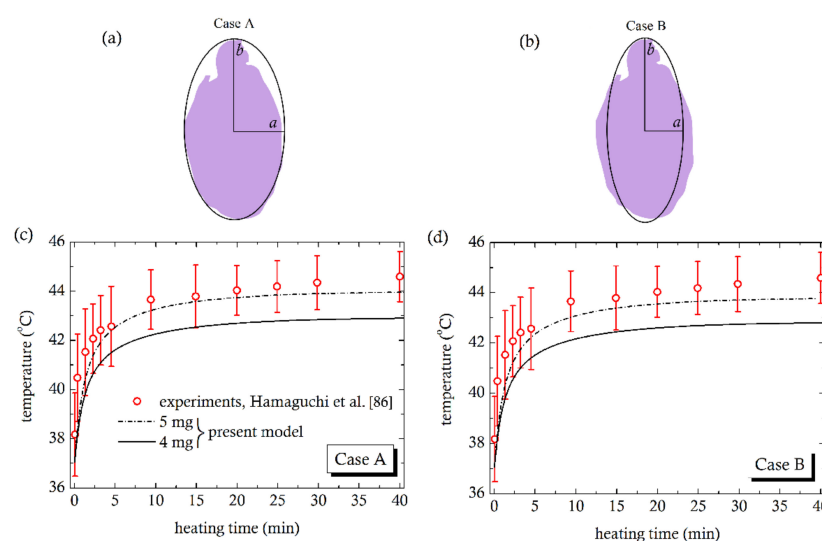 (a)
Case A
b
a
(b)
Case B
b
a
(c)
46
44
42
40
38
36
temperature (°C)
experiments, Hamaguchi et al. [86]
5 mg
4 mg
present model
Case A
0 5 10 15 20 25 30 35 40
heating time (min)
(d)
46
44
42
40
38
36
temperature (°C)
Case B
0 5 10 15 20 25 30 35 40
heating time (min)